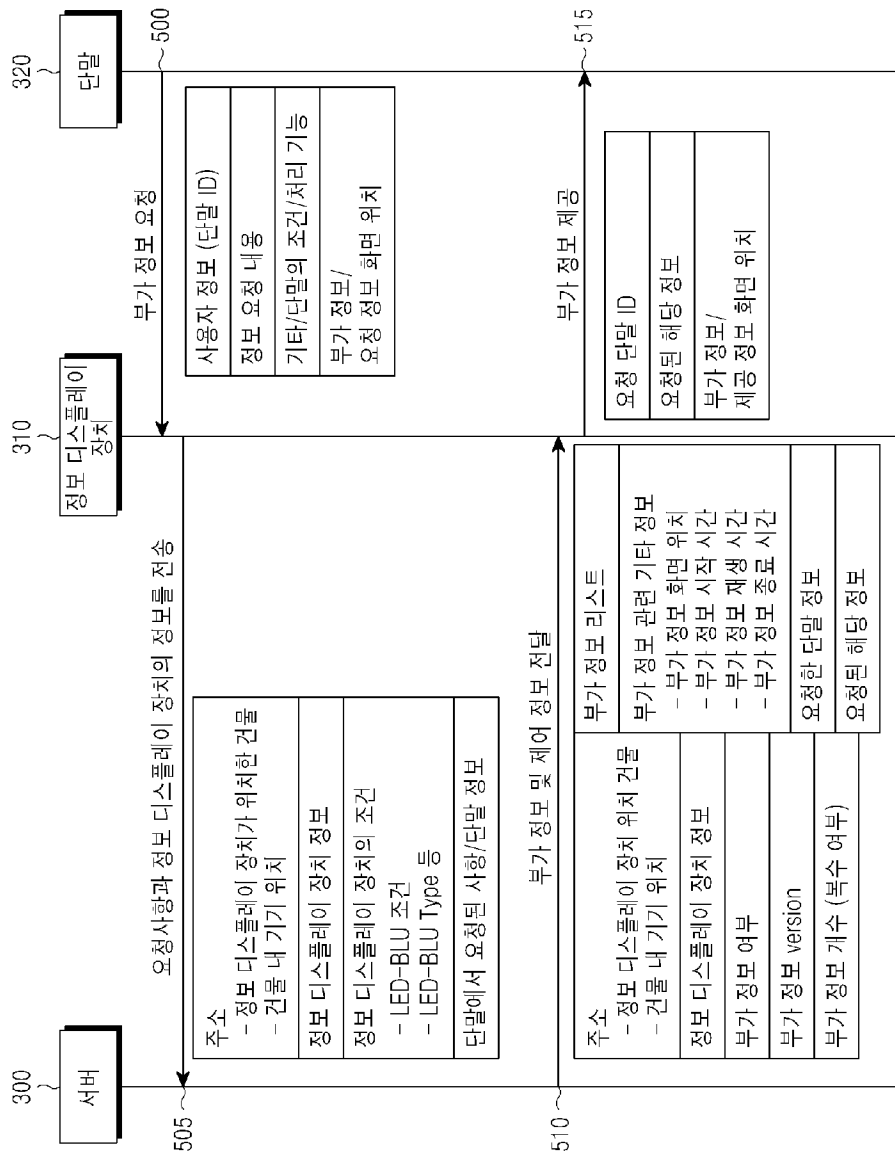 300
서버
310
정보 디스플레이
장치
320
단말
부가 정보 요청
500
사용자 정보 (단말 ID)
정보 요청 내용
기타/단말의 조건/처리 기능
부가 정보/
요청 정보 화면 위치
요청사항과 정보 디스플레이 장치의 정보를 전송
505
주소
- 정보 디스플레이 장치가 위치한 건물
- 건물 내 기기 위치
정보 디스플레이 장치 정보
정보 디스플레이 장치의 조건
- LED-BLU 조건
- LED-BLU Type 등
단말에서 요청된 사항/단말 정보
부가 정보 및 제어 정보 전달
510
주소
- 정보 디스플레이 장치 위치 건물
- 건물 내 기기 위치
정보 디스플레이 장치 정보
부가 정보 여부
부가 정보 version
부가 정보 개수 (복수 여부)
부가 정보 리스트
부가 정보 관련 기타 정보
- 부가 정보 화면 위치
- 부가 정보 시작 시간
- 부가 정보 재생 시간
- 부가 정보 종료 시간
요청한 단말 정보
요청된 해당 정보
부가 정보 제공
515
요청 단말 ID
요청된 해당 정보
부가 정보/
제공 정보 화면 위치